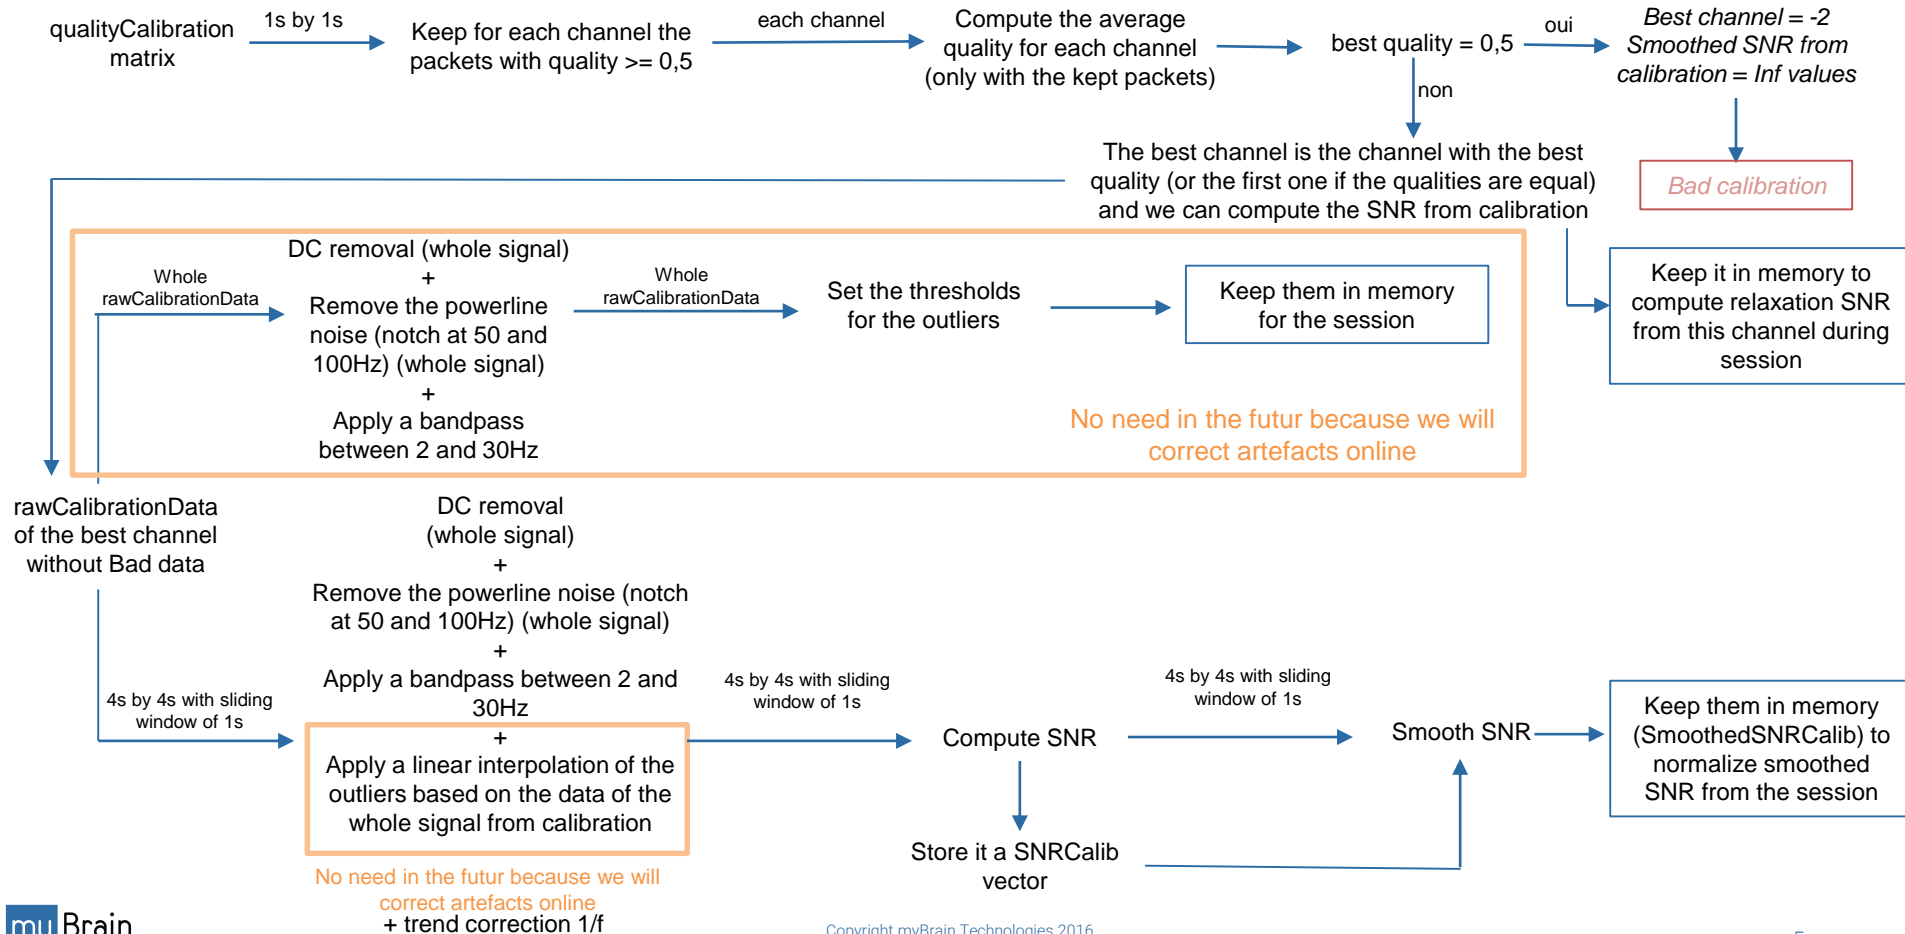 qualityCalibration
matrix
1s by 1s
Keep for each channel the
packets with quality >= 0,5
each channel
Compute the average
quality for each channel
(only with the kept packets)
best quality = 0,5
oui
Best channel = -2
Smoothed SNR from
calibration = Inf values
non
Bad calibration
The best channel is the channel with the best
quality (or the first one if the qualities are equal)
and we can compute the SNR from calibration
Keep it in memory to
compute relaxation SNR
from this channel during
session
Whole
rawCalibrationData
DC removal (whole signal)
+
Remove the powerline
noise (notch at 50 and
100Hz) (whole signal)
+
Apply a bandpass
between 2 and 30Hz
Whole
rawCalibrationData
Set the thresholds
for the outliers
Keep them in memory
for the session
No need in the futur because we will
correct artefacts online
rawCalibrationData
of the best channel
without Bad data
4s by 4s with sliding
window of 1s
DC removal
(whole signal)
+
Remove the powerline noise (notch
at 50 and 100Hz) (whole signal)
+
Apply a bandpass between 2 and
30Hz
+
Apply a linear interpolation of the
outliers based on the data of the
whole signal from calibration
No need in the futur because we will
correct artefacts online
+ trend correction 1/f
4s by 4s with sliding
window of 1s
Compute SNR
Store it a SNRCalib
vector
4s by 4s with sliding
window of 1s
Smooth SNR
Keep them in memory
(SmoothedSNRCalib) to
normalize smoothed
SNR from the session
my Brain
Copyright myBrain Technologies 2016